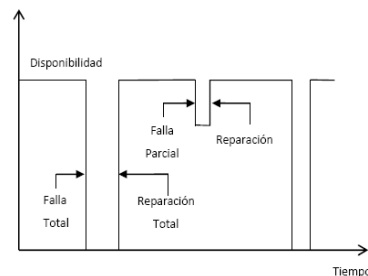 Disponibilidad
Falla
Parcial
Reparación
Falla
Total
Reparación
Total
Tiempo